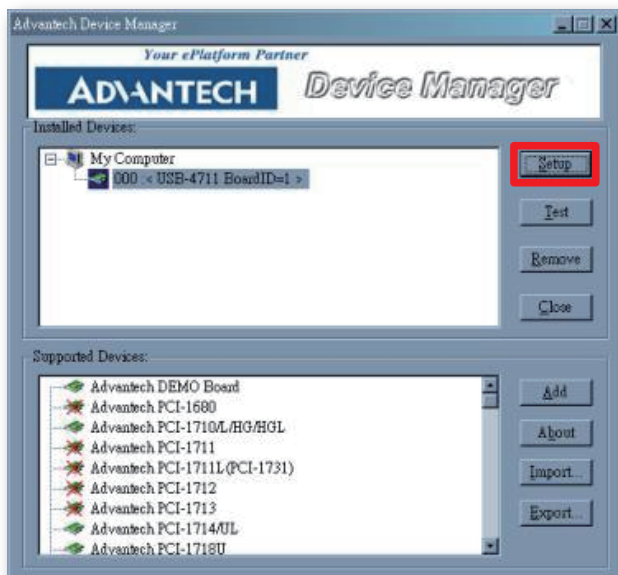 Advantech Device Manager
Your ePlatform Partner
ADVANTECH Device Manager
Installed Devices:
My Computer
000 :< USB-4711 BoardID=1 >
Setup
Test
Remove
Close
Supported Devices:
Advantech DEMO Board
Advantech PCI-1680
Advantech PCI-1710/L/HG/HGL
Advantech PCI-1711
Advantech PCI-1711L(PCI-1731)
Advantech PCI-1712
Advantech PCI-1713
Advantech PCI-1714/UL
Advantech PCI-1718U
Add
About
Import...
Export...